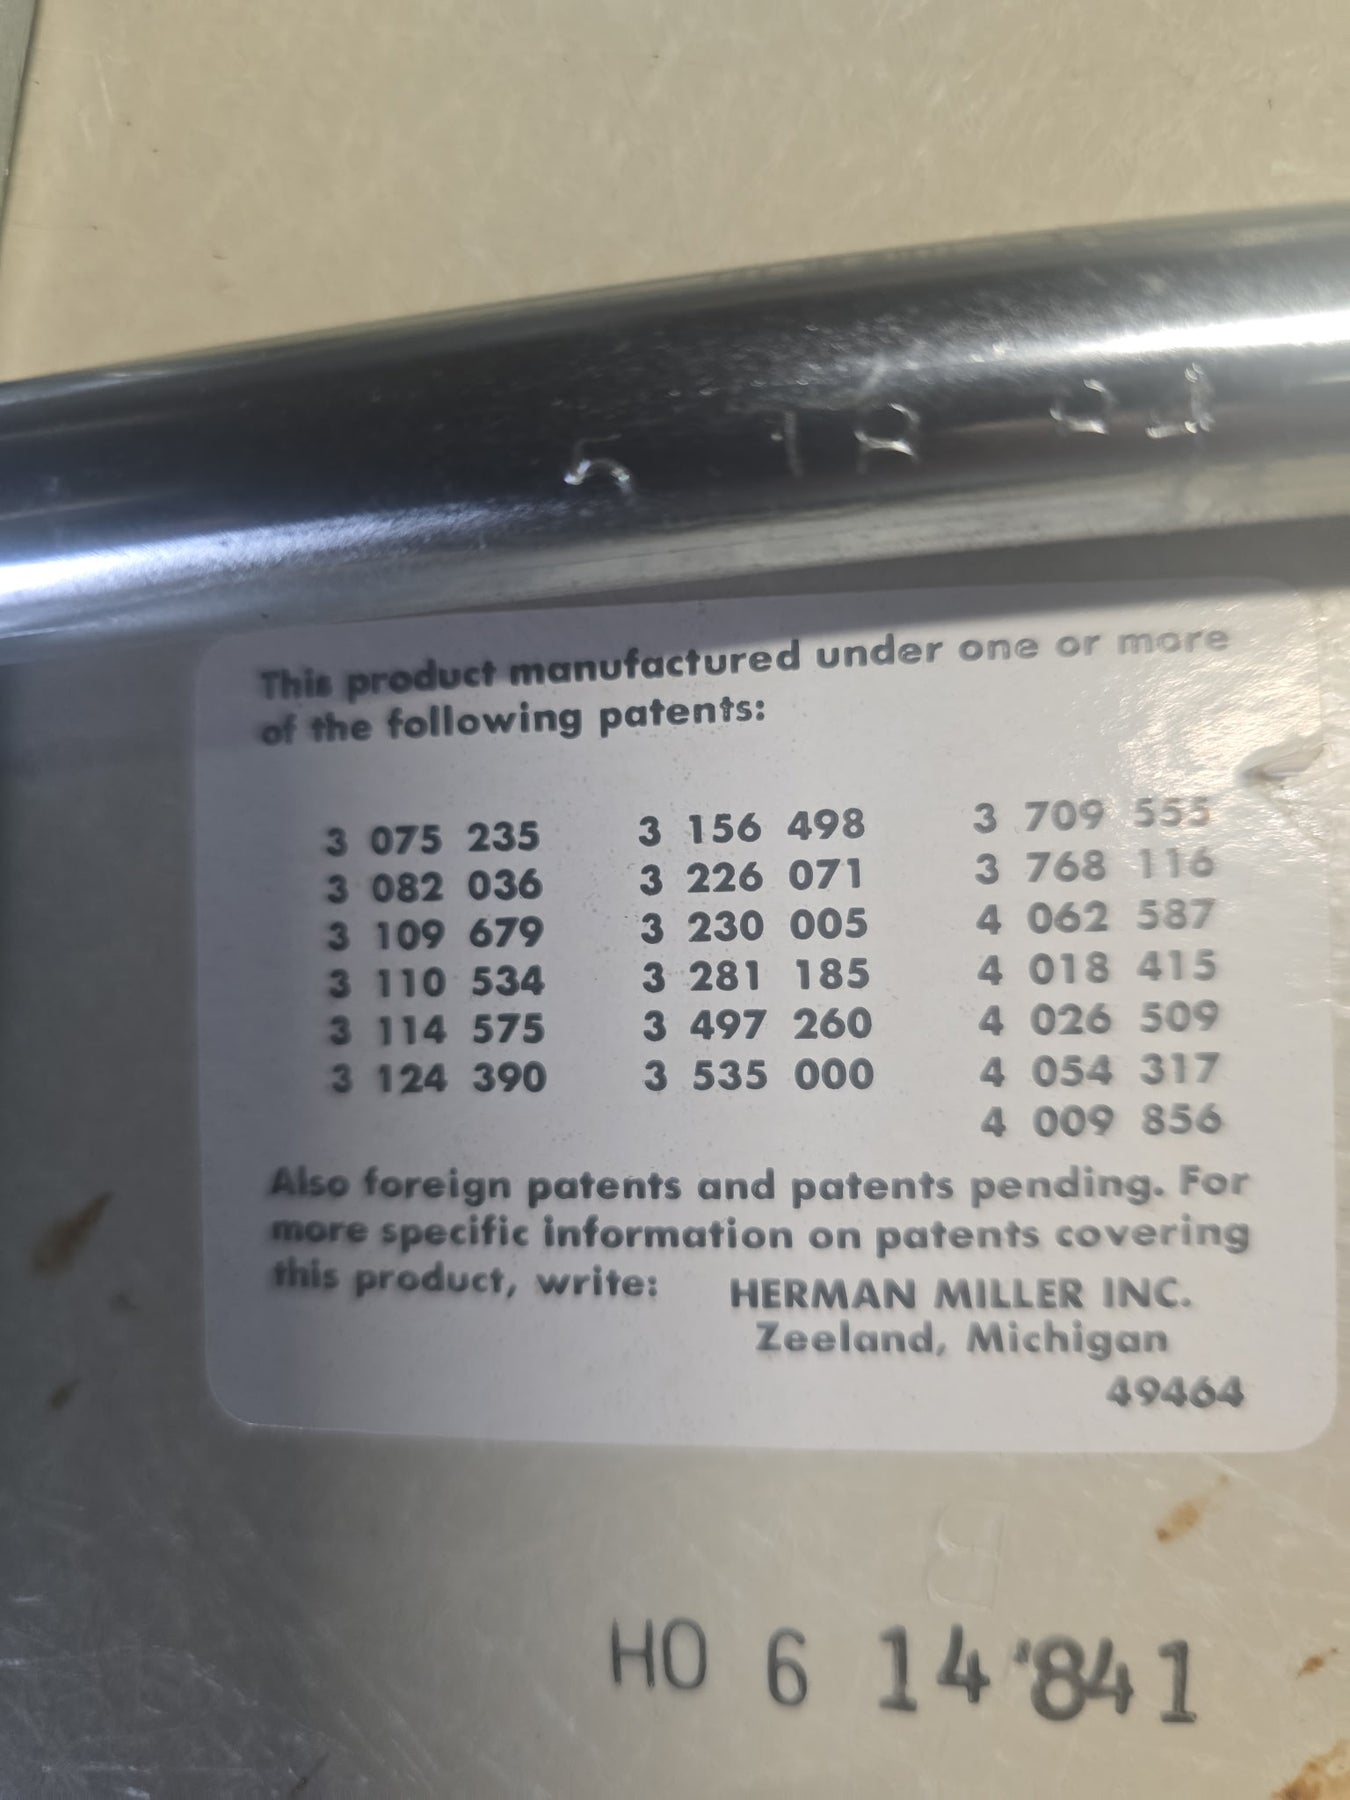 This product manufactured under one or more
of the following patents:
3 075 235 3 156 498 3 709 555
3 082 036 3 226 071 3 768 116
3 109 679 3 230 005 4 062 587
3 110 534 3 281 185 4 018 415
3 114 575 3 497 260 4 026 509
3 124 390 3 535 000 4 054 317
4 009 856
Also foreign patents and patents pending. For
more specific information on patents covering
this product, write: HERMAN MILLER INC.
Zeeland, Michigan
49464
HO 6 14 '841